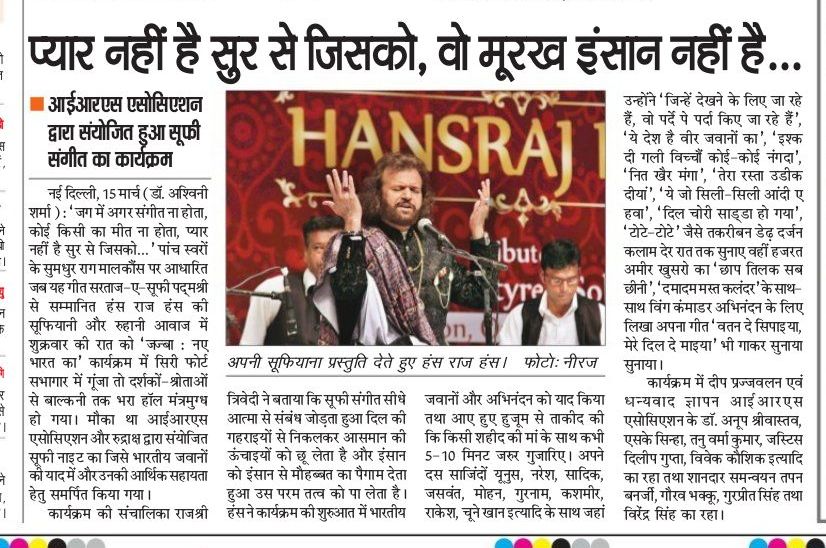 प्यार नहीं है सुर से जिसको, वो मूरख इंसान नहीं है...
आईआरएस एसोसिएशन
द्वारा संयोजित हुआ सूफी
संगीत का कार्यक्रम
नई दिल्ली, 15 मार्च (डॉ. अश्विनी
शर्मा) : 'जग में अगर संगीत ना होता,
कोई किसी का मीत ना होता, प्यार
नहीं है सुर से जिसको...' पांच स्वरों
के सुमधुर राग मालकौंस पर आधारित
जब यह गीत सरताज-ए-सूफी पद्मश्री
से सम्मानित हंस राज हंस की
सूफियानी और रुहानी आवाज में
शुक्रवार की रात को 'जज्बा : नए
भारत का' कार्यक्रम में सिरी फोर्ट
सभागार में गूंजा तो दर्शकों-श्रोताओं
से बाल्कनी तक भरा हॉल मंत्रमुग्ध
हो गया। मौका था आईआरएस
एसोसिएशन और रुद्राक्ष द्वारा संयोजित
सूफी नाइट का जिसे भारतीय जवानों
की याद में और उनकी आर्थिक सहायता
हेतु समर्पित किया गया।
कार्यक्रम की संचालिका राजश्री
HANSRAJ
ribute
tyre
on, C
अपनी सूफियाना प्रस्तुति देते हुए हंस राज हंस। फोटोः नीरज
त्रिवेदी ने बताया कि सूफी संगीत सीधे
आत्मा से संबंध जोड़ता हुआ दिल की
गहराइयों से निकलकर आसमान की
ऊंचाइयों को छू लेता है और इंसान
को इंसान से मौहब्बत का पैगाम देता
हुआ उस परम तत्व को पा लेता है।
हंस ने कार्यक्रम की शुरुआत में भारतीय
जवानों और अभिनंदन को याद किया
तथा आए हुए हुजूम से ताकीद की
कि किसी शहीद की मां के साथ कभी
5-10 मिनट जरुर गुजारिए। अपने
दस साजिंदों यूनुस, नरेश, सादिक,
जसवंत, मोहन, गुरनाम, कशमीर,
राकेश, चूने खान इत्यादि के साथ जहां
उन्होंने 'जिन्हें देखने के लिए जा रहे
हैं, वो पर्दे पे पर्दा किए जा रहे हैं',
'ये देश है वीर जवानों का', 'इश्क
दी गली विच्चों कोई-कोई नंगदा',
'नित खैर मंगा', 'तेरा रस्ता उडीक
दीयां', 'ये जो सिली-सिली आंदी ए
हवा', 'दिल चोरी साड्डा हो गया',
'टोटे-टोटे' जैसे तकरीबन डेढ़ दर्जन
कलाम देर रात तक सुनाए वहीं हजरत
अमीर खुसरो का 'छाप तिलक सब
छीनी', 'दमादम मस्त कलंदर' के साथ-
साथ विंग कंमाडर अभिनंदन के लिए
लिखा अपना गीत 'वतन दे सिपाइया,
मेरे दिल दे माइया' भी गाकर सुनाया
सुनाया।
कार्यक्रम में दीप प्रज्जवलन एवं
धन्यवाद ज्ञापन आईआरएस
एसोसिएशन के डॉ. अनूप श्रीवास्तव,
एसके सिन्हा, तनु वर्मा कुमार, जस्टिस
दिलीप गुप्ता, विवेक कौशिक इत्यादि
का रहा तथा शानदार समन्वयन तपन
बनर्जी, गौरव भक्कू, गुरप्रीत सिंह तथा
विरेंद्र सिंह का रहा।